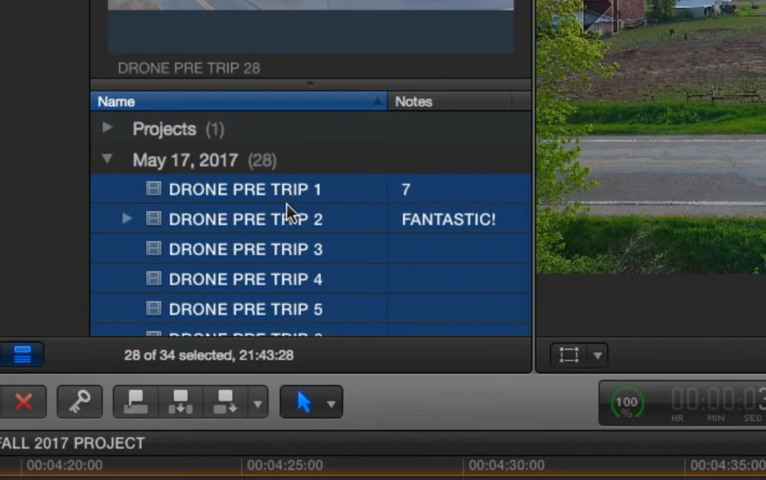 DRONE PRE TRIP 28
Name Notes
Projects (1)
May 17, 2017 (28)
DRONE PRE TRIP 1 7
DRONE PRE TRIP 2 FANTASTIC!
DRONE PRE TRIP 3
DRONE PRE TRIP 4
DRONE PRE TRIP 5
28 of 34 selected, 21:43:28
100 00:00:03
% HR MIN SEC
FALL 2017 PROJECT
00:04:20:00 00:04:25:00 00:04:30:00 00:04:35:00